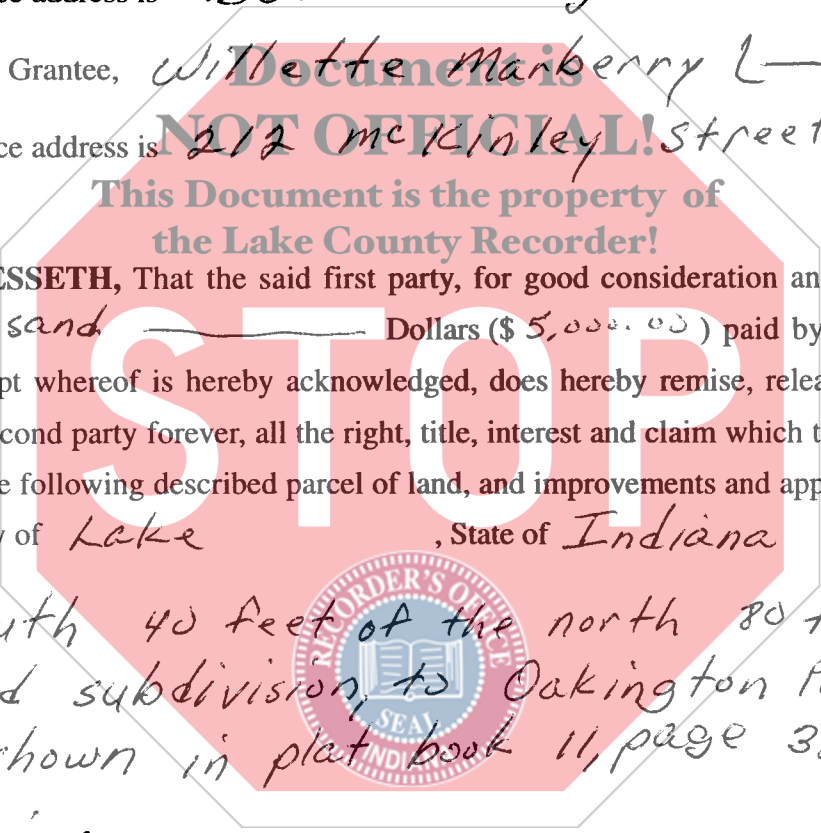 ce address is
Grantee, Willette Manberry
ce address is 212 McKinley Street
Document is
NOT OFFICIAL!
This Document is the property of
the Lake County Recorder!
ESSETH, That the said first party, for good consideration an
sand Dollars ($ 5,000.00 ) paid by
pt whereof is hereby acknowledged, does hereby remise, relea
cond party forever, all the right, title, interest and claim which t
e following described parcel of land, and improvements and app
y of Lake , State of Indiana
uth 40 feet of the north 80
d subdivision, to Oakington
hown in plat book 11, page 3
STOP
RECORDER'S OFFICE
SEAL
INDIANA